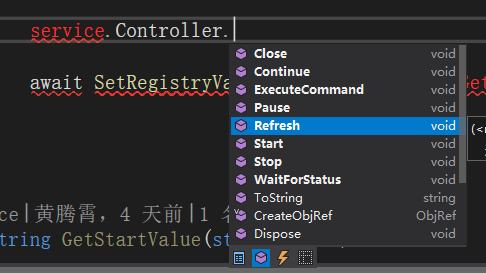 service.Controller.
Close void
Continue void
ExecuteCommand void
Pause void
Refresh void
Start void
Stop void
WaitForStatus void
ToString string
CreateObjRef ObjRef
Dispose void
await SetRegistryVa
ce|黄腾霄，4 天前|1 名
tring GetStartValue(st